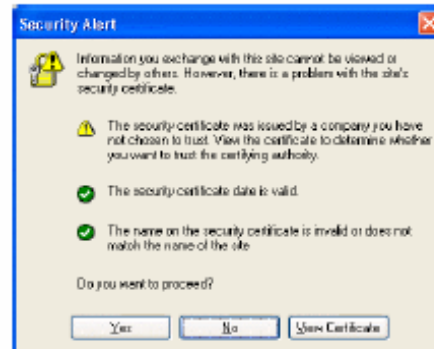 Security Alert
Information you exchange with this site cannot be viewed or
changed by others. However, there is a problem with the site's
security certificate.
The security certificate was issued by a company you have
not chosen to trust. View the certificate to determine whether
you want to trust the certifying authority.
The security certificate date is valid.
The name on the security certificate is invalid or does not
match the name of the site
Do you want to proceed?
Yes
No
View Certificate